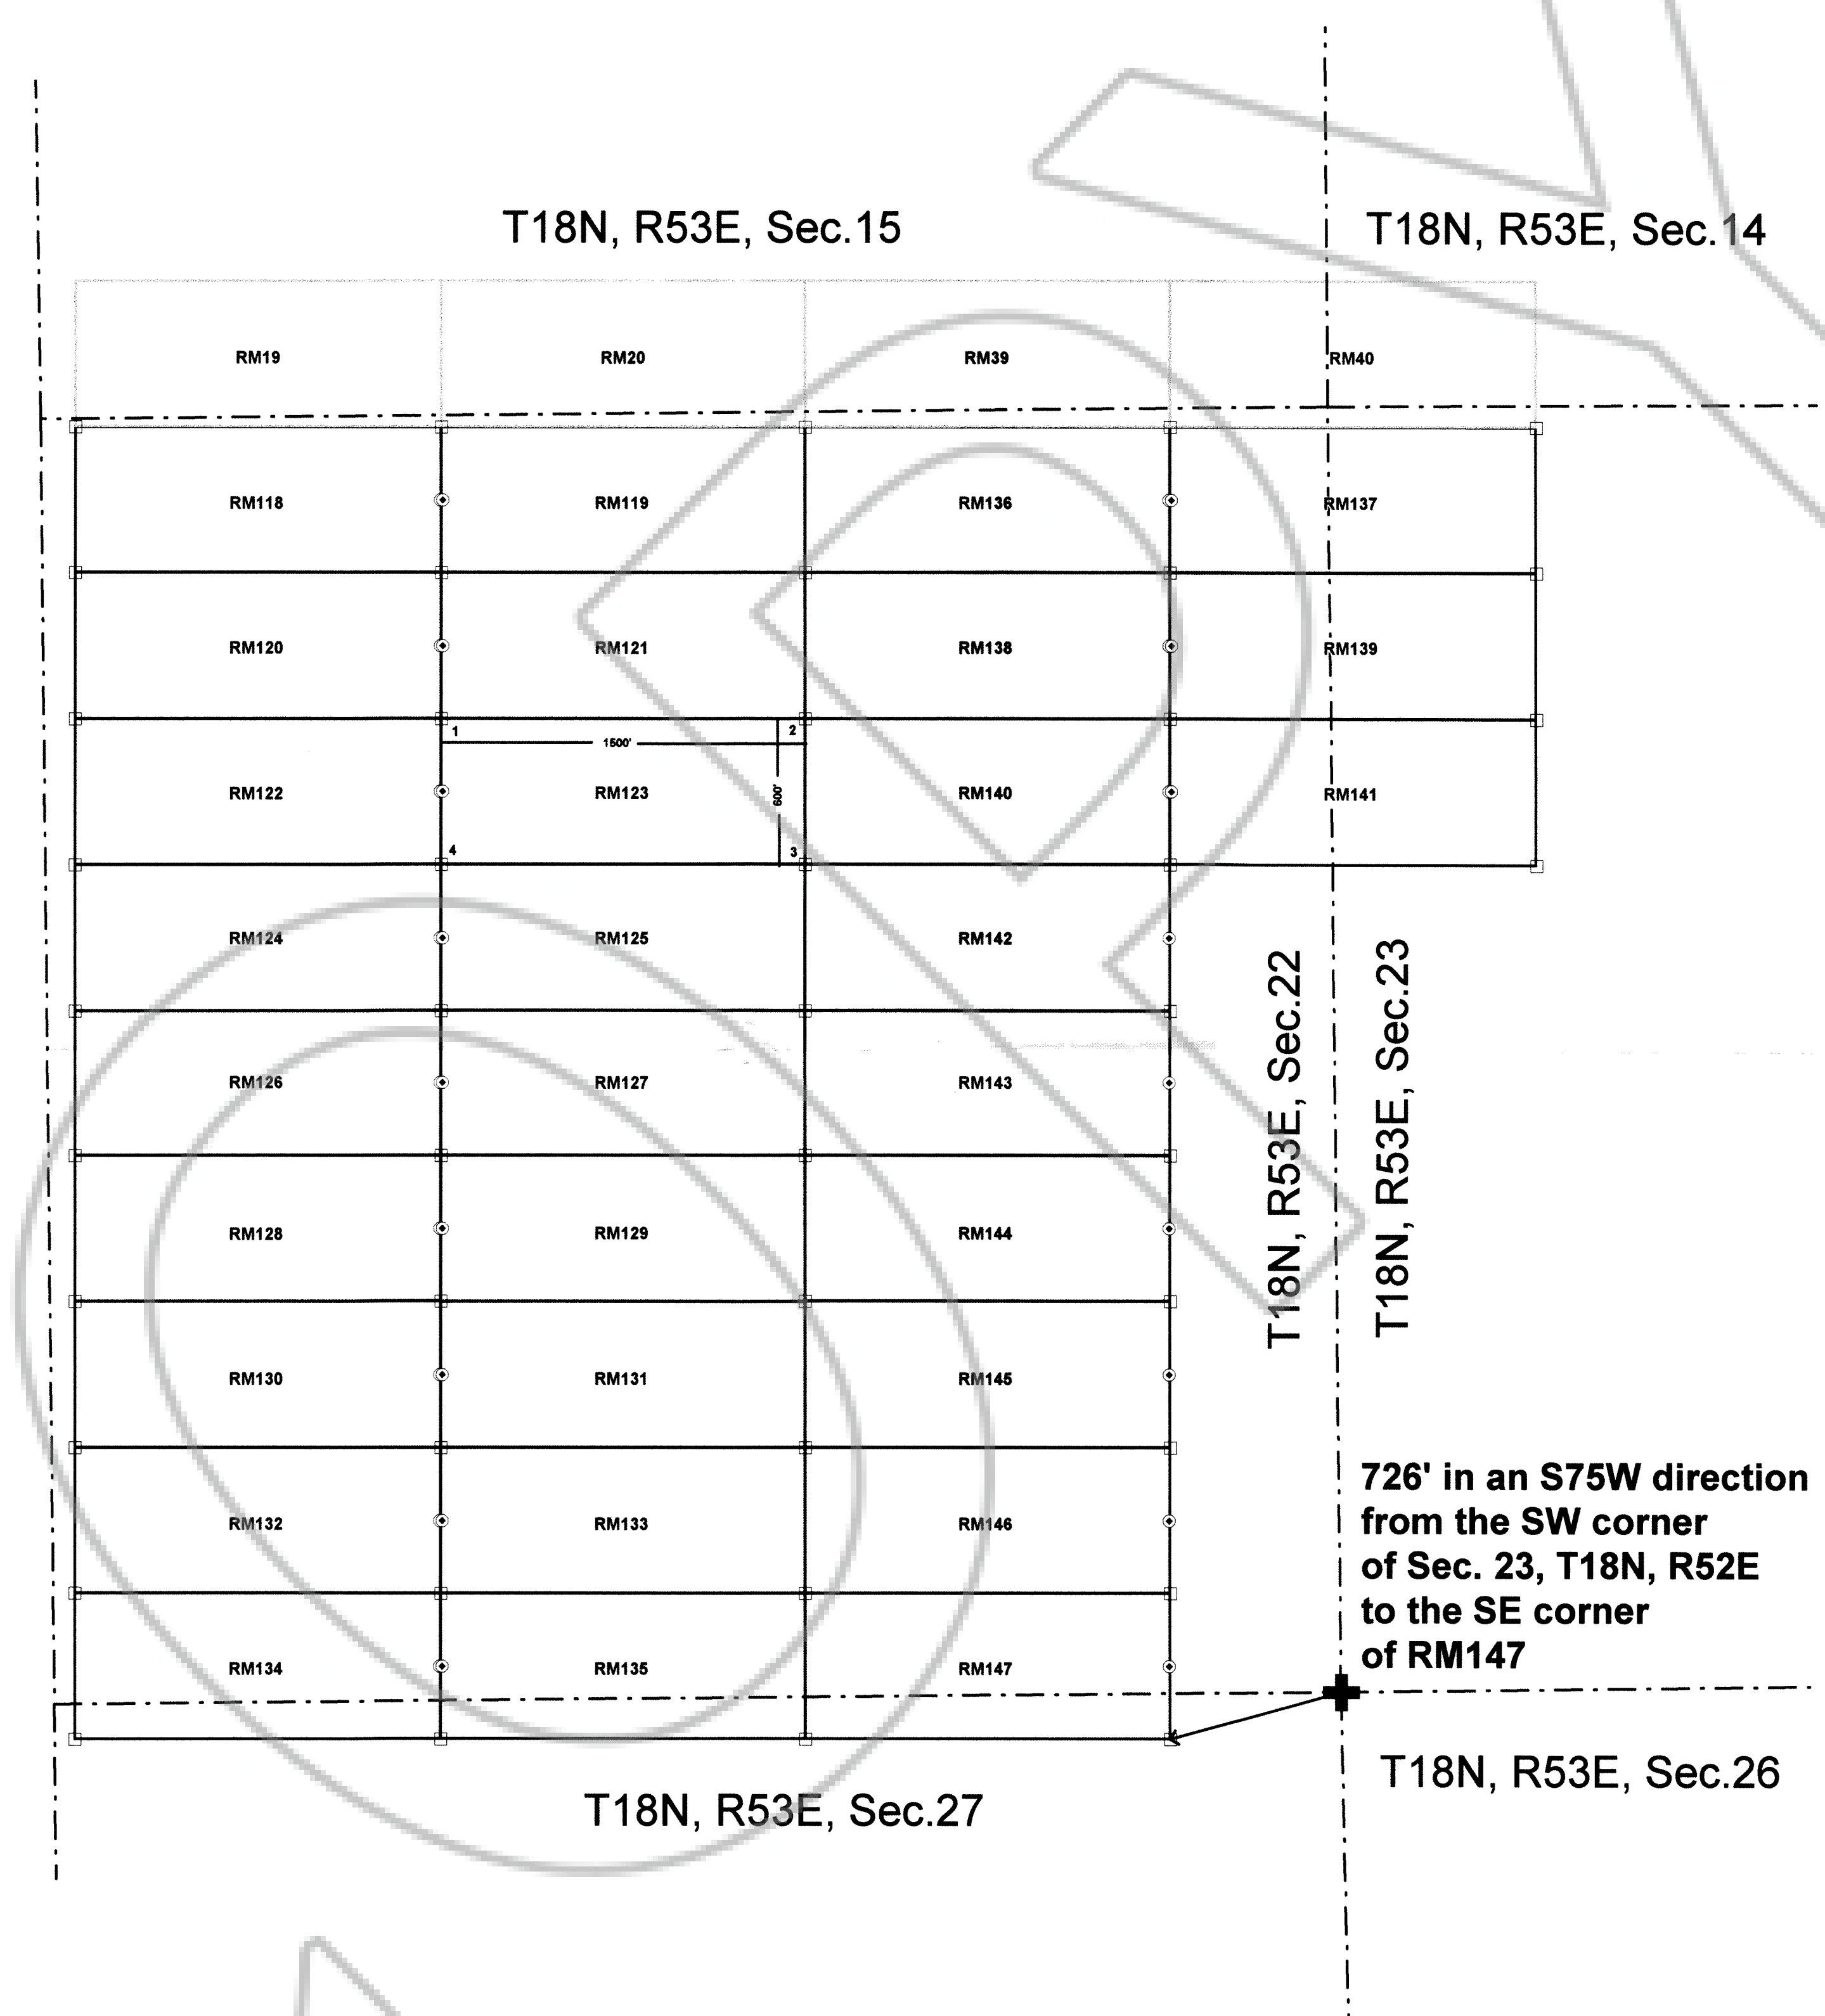 T18N, R53E, Sec.15
T18N, R53E, Sec.14
RM19
RM20
RM39
RM40
RM118
RM119
RM136
RM137
RM120
RM121
RM138
RM139
1
2
1500'
RM122
RM123
600'
RM140
RM141
4
3
RM124
RM125
RM142
T18N, R53E, Sec.22
T18N, R53E, Sec.23
RM126
RM127
RM143
RM128
RM129
RM144
RM130
RM131
RM145
726' in an S75W direction
from the SW corner
of Sec. 23, T18N, R52E
to the SE corner
of RM147
RM132
RM133
RM146
RM134
RM135
RM147
T18N, R53E, Sec.26
T18N, R53E, Sec.27